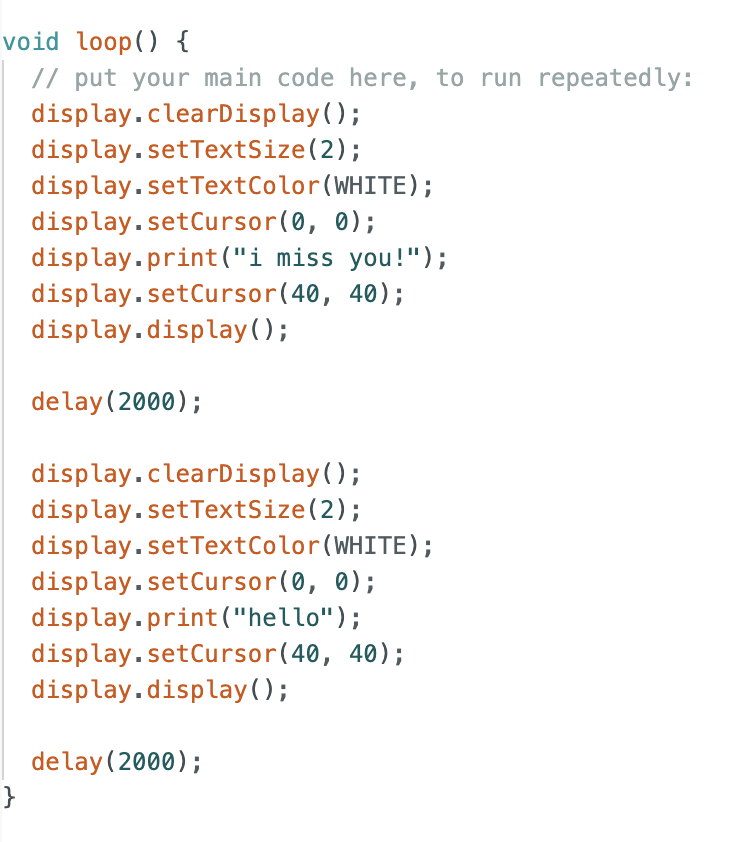 void loop() {
  // put your main code here, to run repeatedly:
  display.clearDisplay();
  display.setTextSize(2);
  display.setTextColor(WHITE);
  display.setCursor(0, 0);
  display.print("i miss you!");
  display.setCursor(40, 40);
  display.display();

  delay(2000);

  display.clearDisplay();
  display.setTextSize(2);
  display.setTextColor(WHITE);
  display.setCursor(0, 0);
  display.print("hello");
  display.setCursor(40, 40);
  display.display();

  delay(2000);
}